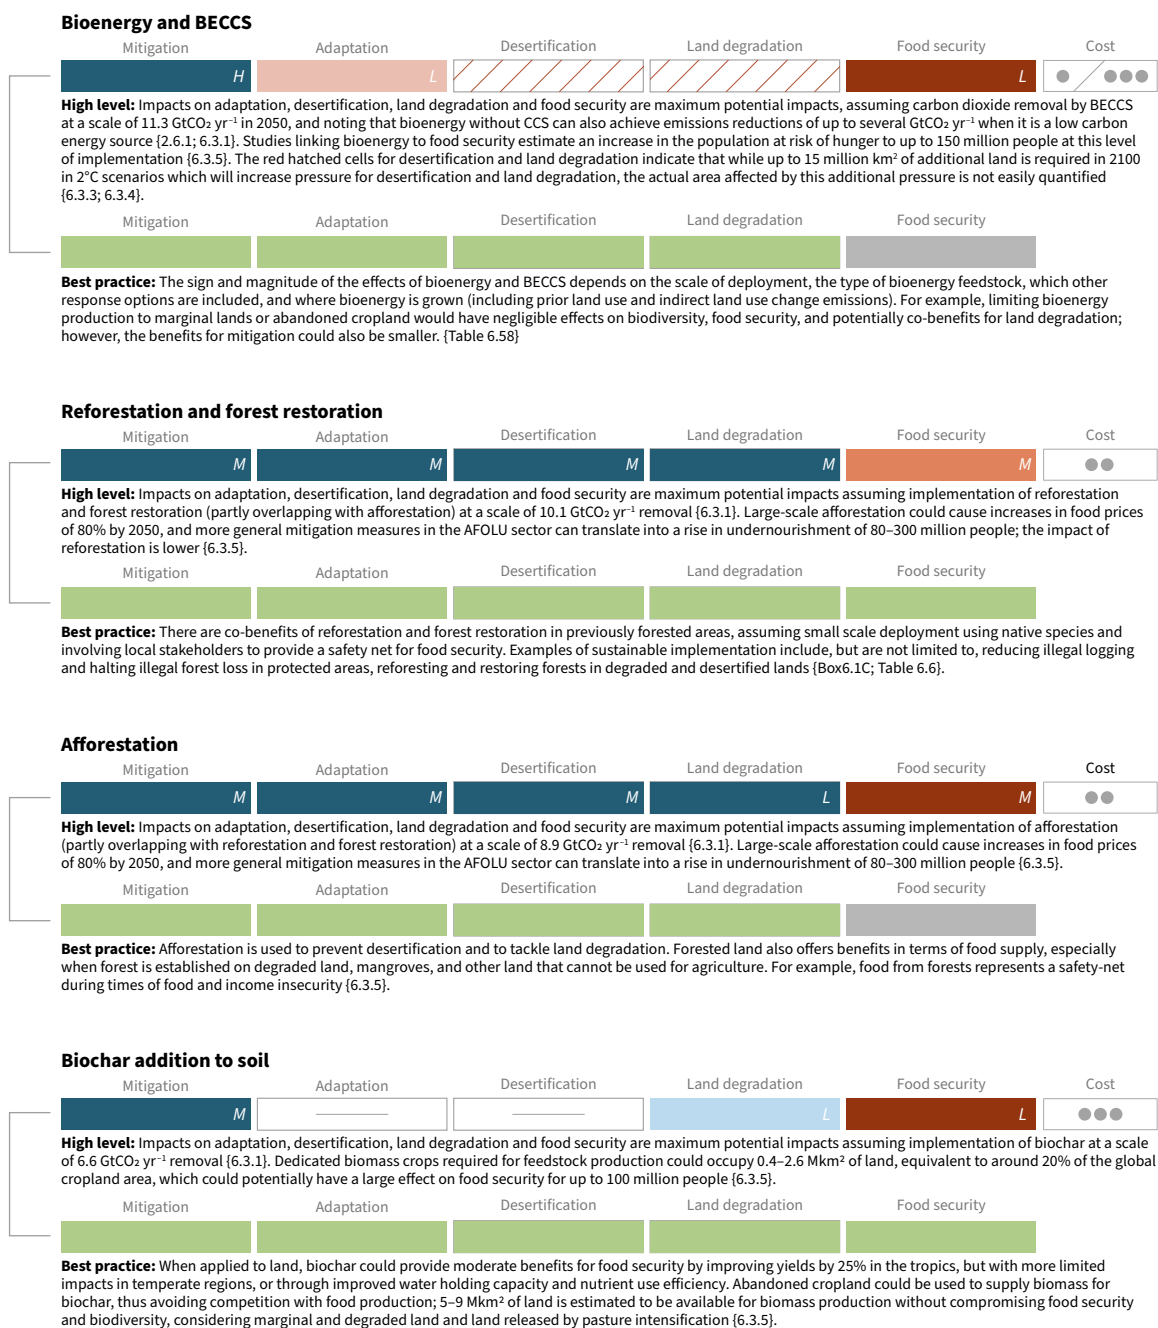 Bioenergy and BECCS
Mitigation Adaptation Desertification Land degradation Food security Cost
H L L
High level: Impacts on adaptation, desertification, land degradation and food security are maximum potential impacts, assuming carbon dioxide removal by BECCS
at a scale of 11.3 GtCO₂ yr⁻¹ in 2050, and noting that bioenergy without CCS can also achieve emissions reductions of up to several GtCO₂ yr⁻¹ when it is a low carbon
energy source {2.6.1; 6.3.1}. Studies linking bioenergy to food security estimate an increase in the population at risk of hunger to up to 150 million people at this level
of implementation {6.3.5}. The red hatched cells for desertification and land degradation indicate that while up to 15 million km² of additional land is required in 2100
in 2°C scenarios which will increase pressure for desertification and land degradation, the actual area affected by this additional pressure is not easily quantified
{6.3.3; 6.3.4}.
Mitigation Adaptation Desertification Land degradation Food security
Best practice: The sign and magnitude of the effects of bioenergy and BECCS depends on the scale of deployment, the type of bioenergy feedstock, which other
response options are included, and where bioenergy is grown (including prior land use and indirect land use change emissions). For example, limiting bioenergy
production to marginal lands or abandoned cropland would have negligible effects on biodiversity, food security, and potentially co-benefits for land degradation;
however, the benefits for mitigation could also be smaller. {Table 6.58}
Reforestation and forest restoration
Mitigation Adaptation Desertification Land degradation Food security Cost
M M M M M
High level: Impacts on adaptation, desertification, land degradation and food security are maximum potential impacts assuming implementation of reforestation
and forest restoration (partly overlapping with afforestation) at a scale of 10.1 GtCO₂ yr⁻¹ removal {6.3.1}. Large-scale afforestation could cause increases in food prices
of 80% by 2050, and more general mitigation measures in the AFOLU sector can translate into a rise in undernourishment of 80–300 million people; the impact of
reforestation is lower {6.3.5}.
Mitigation Adaptation Desertification Land degradation Food security
Best practice: There are co-benefits of reforestation and forest restoration in previously forested areas, assuming small scale deployment using native species and
involving local stakeholders to provide a safety net for food security. Examples of sustainable implementation include, but are not limited to, reducing illegal logging
and halting illegal forest loss in protected areas, reforesting and restoring forests in degraded and desertified lands {Box6.1C; Table 6.6}.
Afforestation
Mitigation Adaptation Desertification Land degradation Food security Cost
M M M L M
High level: Impacts on adaptation, desertification, land degradation and food security are maximum potential impacts assuming implementation of afforestation
(partly overlapping with reforestation and forest restoration) at a scale of 8.9 GtCO₂ yr⁻¹ removal {6.3.1}. Large-scale afforestation could cause increases in food prices
of 80% by 2050, and more general mitigation measures in the AFOLU sector can translate into a rise in undernourishment of 80–300 million people {6.3.5}.
Mitigation Adaptation Desertification Land degradation Food security
Best practice: Afforestation is used to prevent desertification and to tackle land degradation. Forested land also offers benefits in terms of food supply, especially
when forest is established on degraded land, mangroves, and other land that cannot be used for agriculture. For example, food from forests represents a safety-net
during times of food and income insecurity {6.3.5}.
Biochar addition to soil
Mitigation Adaptation Desertification Land degradation Food security Cost
M L L
High level: Impacts on adaptation, desertification, land degradation and food security are maximum potential impacts assuming implementation of biochar at a scale
of 6.6 GtCO₂ yr⁻¹ removal {6.3.1}. Dedicated biomass crops required for feedstock production could occupy 0.4–2.6 Mkm² of land, equivalent to around 20% of the global
cropland area, which could potentially have a large effect on food security for up to 100 million people {6.3.5}.
Mitigation Adaptation Desertification Land degradation Food security
Best practice: When applied to land, biochar could provide moderate benefits for food security by improving yields by 25% in the tropics, but with more limited
impacts in temperate regions, or through improved water holding capacity and nutrient use efficiency. Abandoned cropland could be used to supply biomass for
biochar, thus avoiding competition with food production; 5–9 Mkm² of land is estimated to be available for biomass production without compromising food security
and biodiversity, considering marginal and degraded land and land released by pasture intensification {6.3.5}.